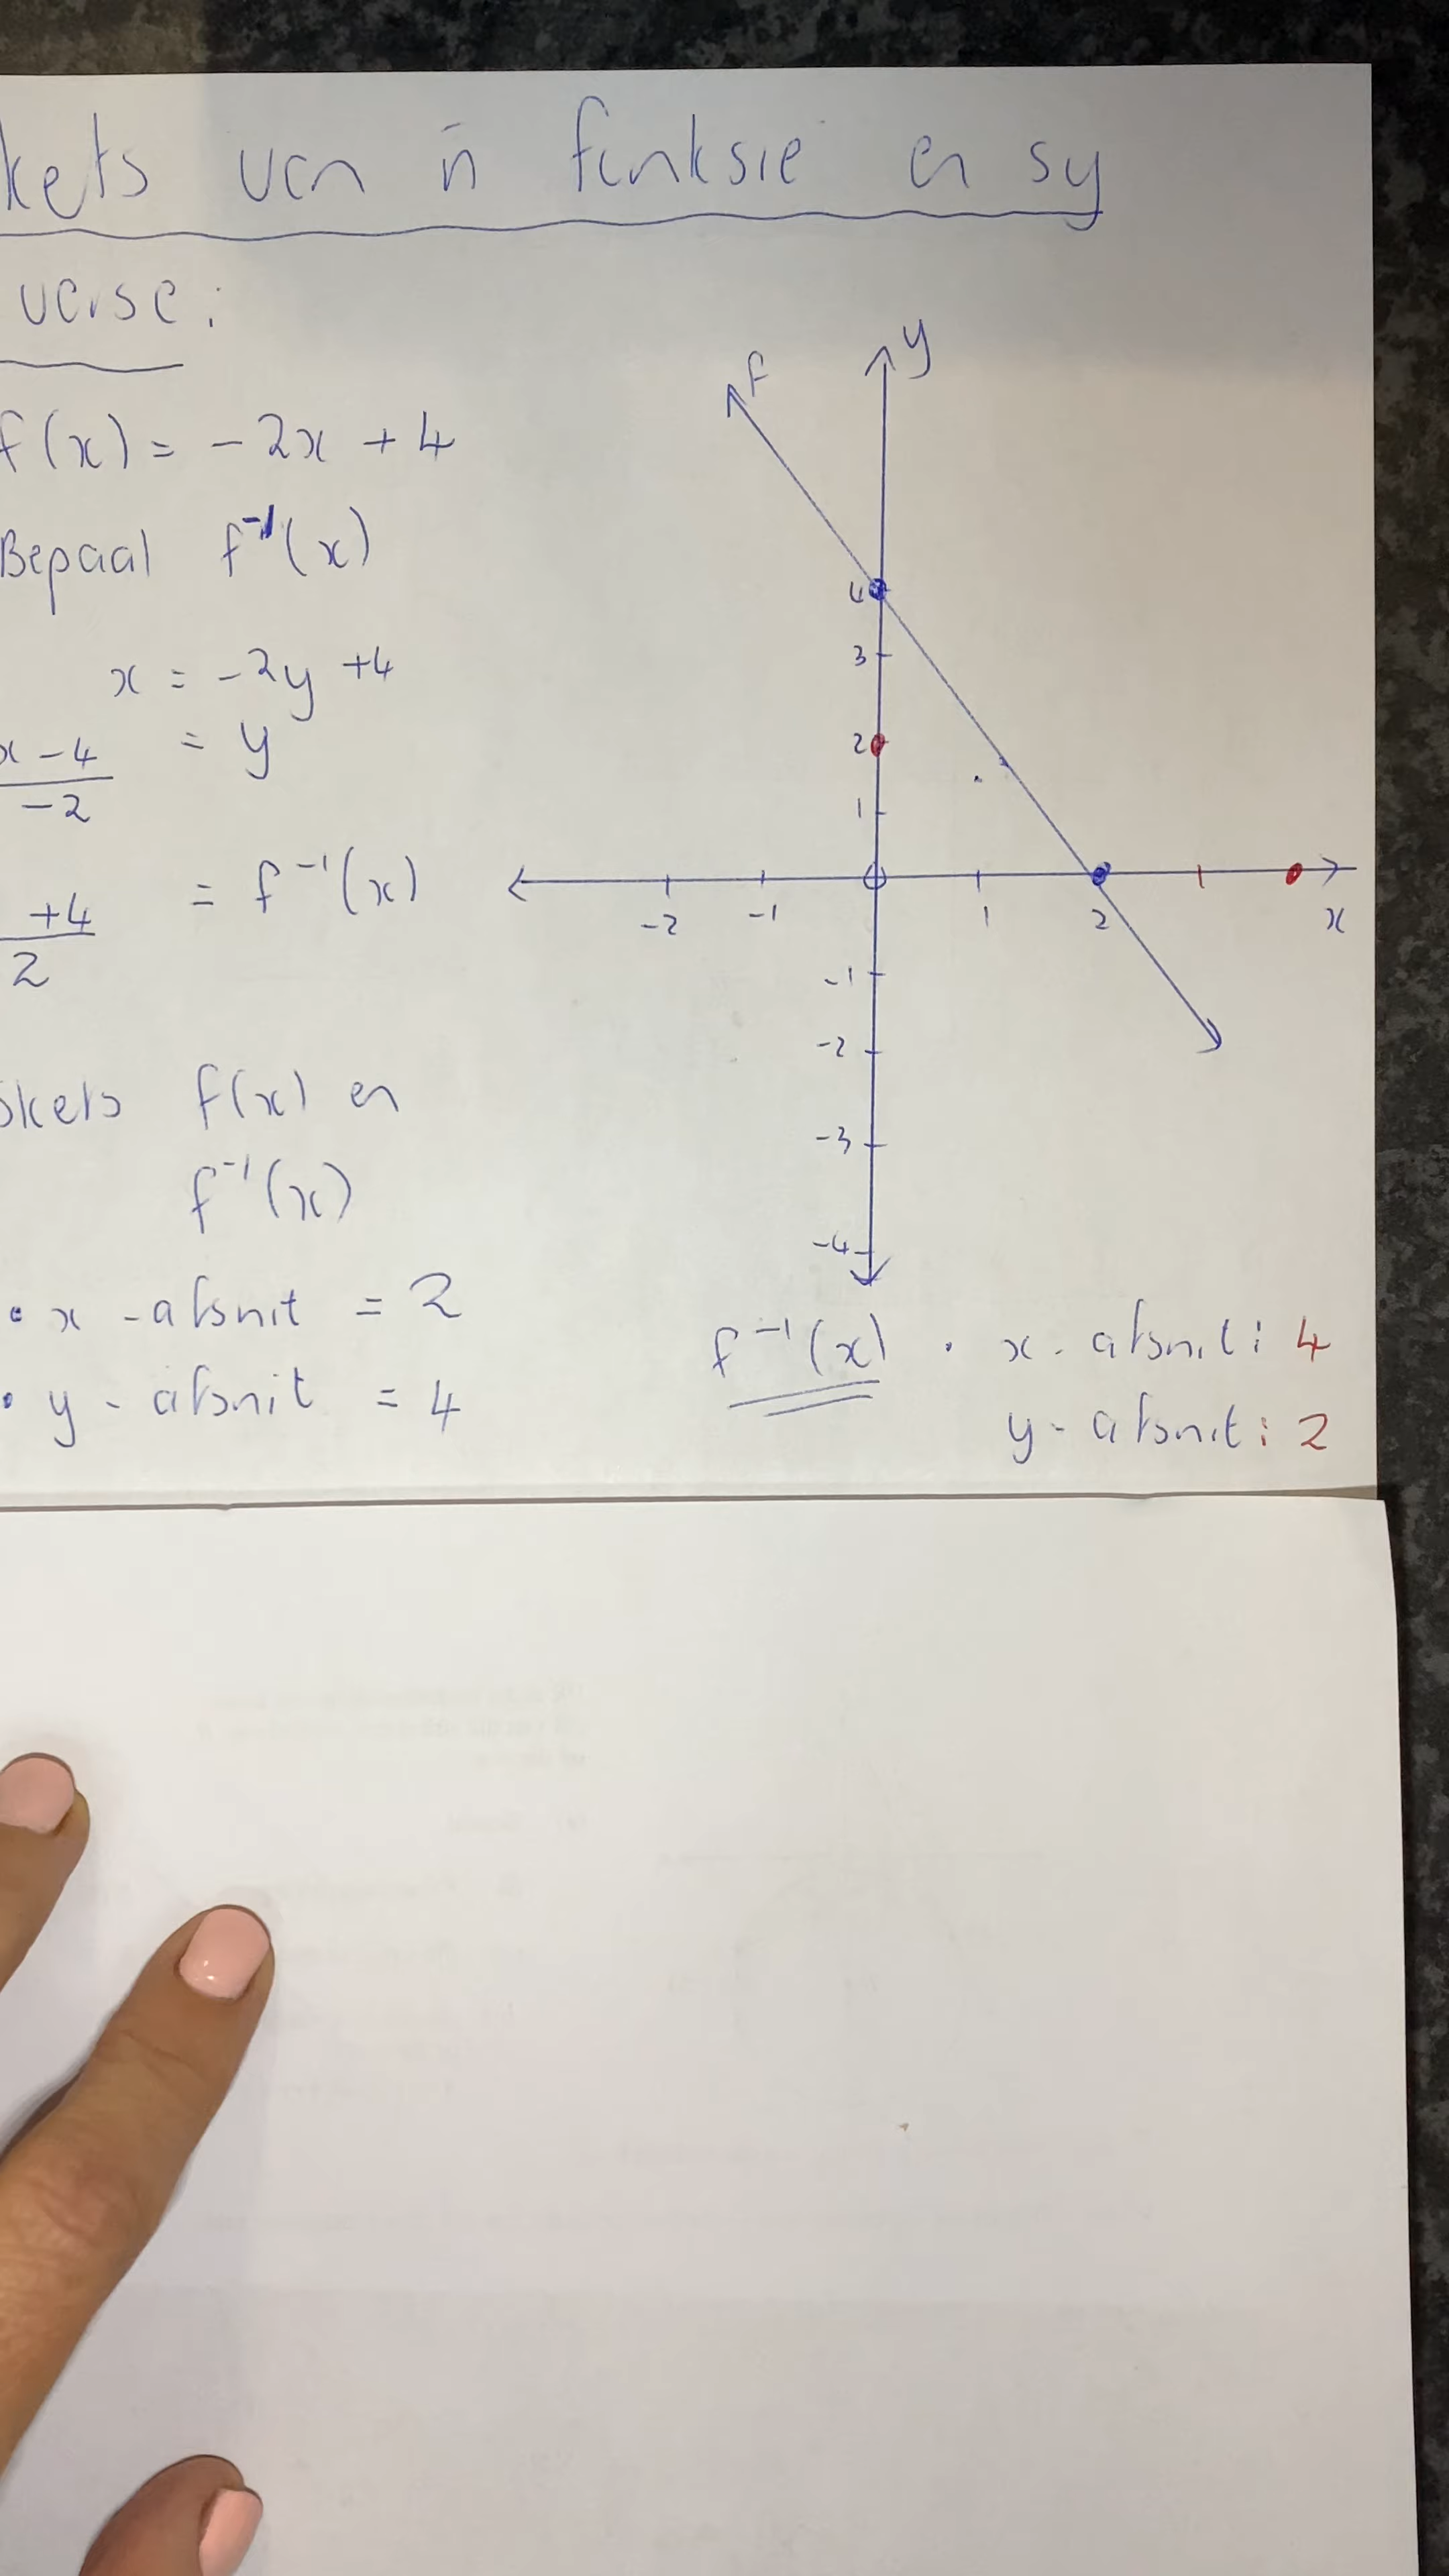 kets van 'n funksie en sy
verse:
f(x) = -2x + 4
Bepaal f⁻¹(x)
x = -2y + 4
x - 4 / -2 = y
+4 / 2 = f⁻¹(x)
skets f(x) en
f⁻¹(x)
• x - afsnit = 2
• y - afsnit = 4
f
y
4
3
2
1
-2 -1 1 2 x
-1
-2
-3
-4
f⁻¹(x) • x - afsnit: 4
y - afsnit: 2